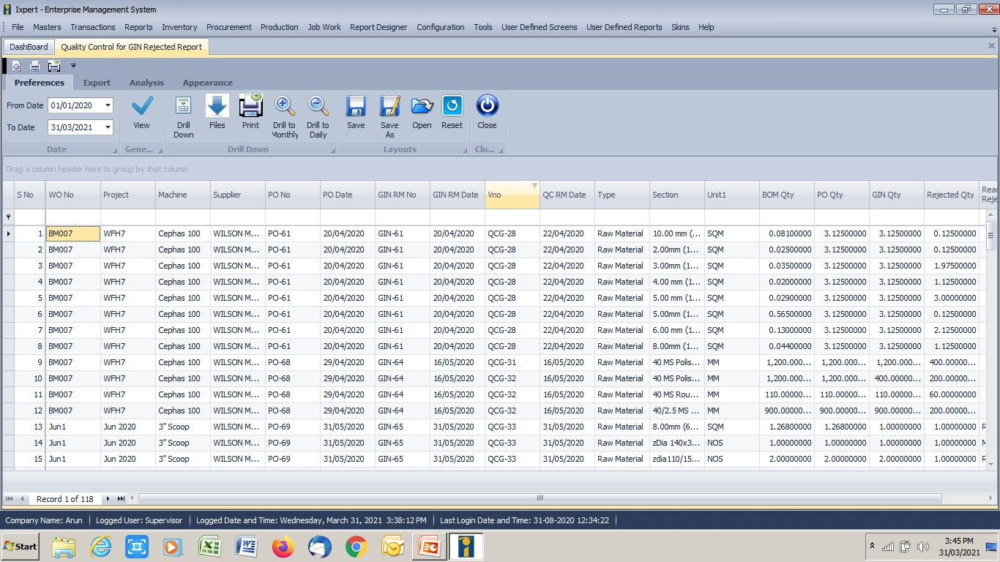 Ixpert - Enterprise Management System
File Masters Transactions Reports Inventory Procurement Production Job Work Report Designer Configuration Tools User Defined Screens User Defined Reports Skins Help
DashBoard Quality Control for GIN Rejected Report
Preferences Export Analysis Appearance
From Date 01/01/2020
To Date 31/03/2021
View
Drill Down
Files
Print
Drill to Monthly
Drill to Daily
Save
Save As
Open
Reset
Close
Date Gene... Drill Down Layouts Clo...
Drag a column header here to group by that column
S No WO No Project Machine Supplier PO No PO Date GIN RM No GIN RM Date Vno QC RM Date Type Section Unit1 BOM Qty PO Qty GIN Qty Rejected Qty Reas Reje
1 BM007 WFH7 Cephas 100 WILSON M... PO-61 20/04/2020 GIN-61 20/04/2020 QCG-28 22/04/2020 Raw Material 10.00 mm (... SQM 0.08100000 3.12500000 3.12500000 0.12500000
2 BM007 WFH7 Cephas 100 WILSON M... PO-61 20/04/2020 GIN-61 20/04/2020 QCG-28 22/04/2020 Raw Material 2.00mm (1... SQM 0.02500000 3.12500000 3.12500000 0.12500000
3 BM007 WFH7 Cephas 100 WILSON M... PO-61 20/04/2020 GIN-61 20/04/2020 QCG-28 22/04/2020 Raw Material 3.00mm (1... SQM 0.03500000 3.12500000 3.12500000 1.97500000
4 BM007 WFH7 Cephas 100 WILSON M... PO-61 20/04/2020 GIN-61 20/04/2020 QCG-28 22/04/2020 Raw Material 4.00 mm (1... SQM 0.02000000 3.12500000 3.12500000 1.12500000
5 BM007 WFH7 Cephas 100 WILSON M... PO-61 20/04/2020 GIN-61 20/04/2020 QCG-28 22/04/2020 Raw Material 5.00 mm (1... SQM 0.02900000 3.12500000 3.12500000 3.00000000
6 BM007 WFH7 Cephas 100 WILSON M... PO-61 20/04/2020 GIN-61 20/04/2020 QCG-28 22/04/2020 Raw Material 5.00mm (1... SQM 0.56500000 3.12500000 3.12500000 0.12500000
7 BM007 WFH7 Cephas 100 WILSON M... PO-61 20/04/2020 GIN-61 20/04/2020 QCG-28 22/04/2020 Raw Material 6.00 mm (1... SQM 0.13000000 3.12500000 3.12500000 2.12500000
8 BM007 WFH7 Cephas 100 WILSON M... PO-61 20/04/2020 GIN-61 20/04/2020 QCG-28 22/04/2020 Raw Material 8.00mm (1... SQM 0.04400000 3.12500000 3.12500000 1.12500000
9 BM007 WFH7 Cephas 100 WILSON M... PO-68 29/04/2020 GIN-64 16/05/2020 QCG-31 16/05/2020 Raw Material 40 MS Polis... MM 1,200.000... 1,200.000... 1,200.000... 400.00000...
10 BM007 WFH7 Cephas 100 WILSON M... PO-68 29/04/2020 GIN-64 16/05/2020 QCG-32 16/05/2020 Raw Material 40 MS Polis... MM 1,200.000... 1,200.000... 400.00000... 200.00000...
11 BM007 WFH7 Cephas 100 WILSON M... PO-68 29/04/2020 GIN-64 16/05/2020 QCG-32 16/05/2020 Raw Material 40 MS Rou... MM 110.00000... 110.00000... 110.00000... 60.00000000
12 BM007 WFH7 Cephas 100 WILSON M... PO-68 29/04/2020 GIN-64 16/05/2020 QCG-32 16/05/2020 Raw Material 40/2.5 MS ... MM 900.00000... 900.00000... 900.00000... 200.00000...
13 Jun1 Jun 2020 3" Scoop WILSON M... PO-69 31/05/2020 GIN-65 31/05/2020 QCG-33 31/05/2020 Raw Material 8.00mm (6... SQM 1.26800000 1.26800000 1.00000000 1.00000000
14 Jun1 Jun 2020 3" Scoop WILSON M... PO-69 31/05/2020 GIN-65 31/05/2020 QCG-33 31/05/2020 Raw Material zDia 140x3... NOS 1.00000000 1.00000000 1.00000000 1.00000000
15 Jun1 Jun 2020 3" Scoop WILSON M... PO-69 31/05/2020 GIN-65 31/05/2020 QCG-33 31/05/2020 Raw Material zdia110/15... NOS 2.00000000 2.00000000 2.00000000 1.00000000
Record 1 of 118
Company Name: Arun Logged User: Supervisor Logged Date and Time: Wednesday, March 31, 2021 3:38:12 PM Last Login Date and Time: 31-08-2020 12:34:22
Start
3:45 PM
31/03/2021